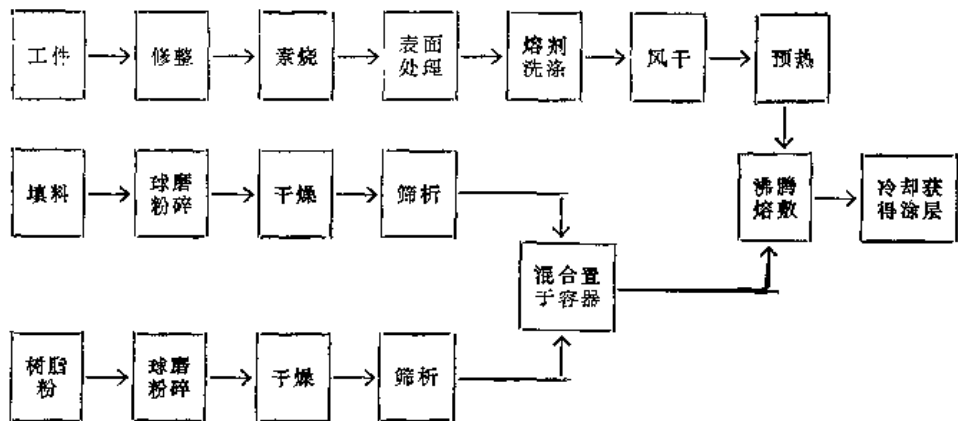 工件
修整
素烧
表面
处理
熔剂
洗涤
风干
预热
填料
球磨
粉碎
干燥
筛析
沸腾
熔敷
冷却获
得涂层
混合置
于容器
树脂
粉
球磨
粉碎
干燥
筛析